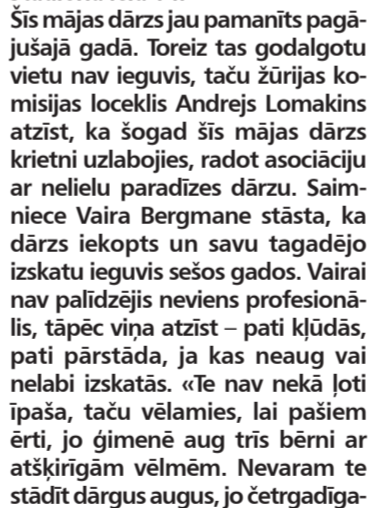 Šīs mājas dārzs jau pamanīts pagā-
jušajā gadā. Toreiz tas godalgotu
vietu nav ieguvis, taču žūrijas ko-
misijas loceklis Andrejs Lomakins
atzīst, ka šogad šīs mājas dārzs
krietni uzlabojies, radot asociāciju
ar nelielu paradīzes dārzu. Saim-
niece Vaira Bergmane stāsta, ka
dārzs iekopts un savu tagadējo
izskatu ieguvis sešos gados. Vairai
nav palīdzējis neviens profesionā-
lis, tāpēc viņa atzīst – pati kļūdās,
pati pārstāda, ja kas neaug vai
nelabi izskatās. «Te nav nekā ļoti
īpaša, taču vēlamies, lai pašiem
ērti, jo ģimenē aug trīs bērni ar
atšķirīgām vēlmēm. Nevaram te
stādīt dārgus augus, jo četrgadīga-